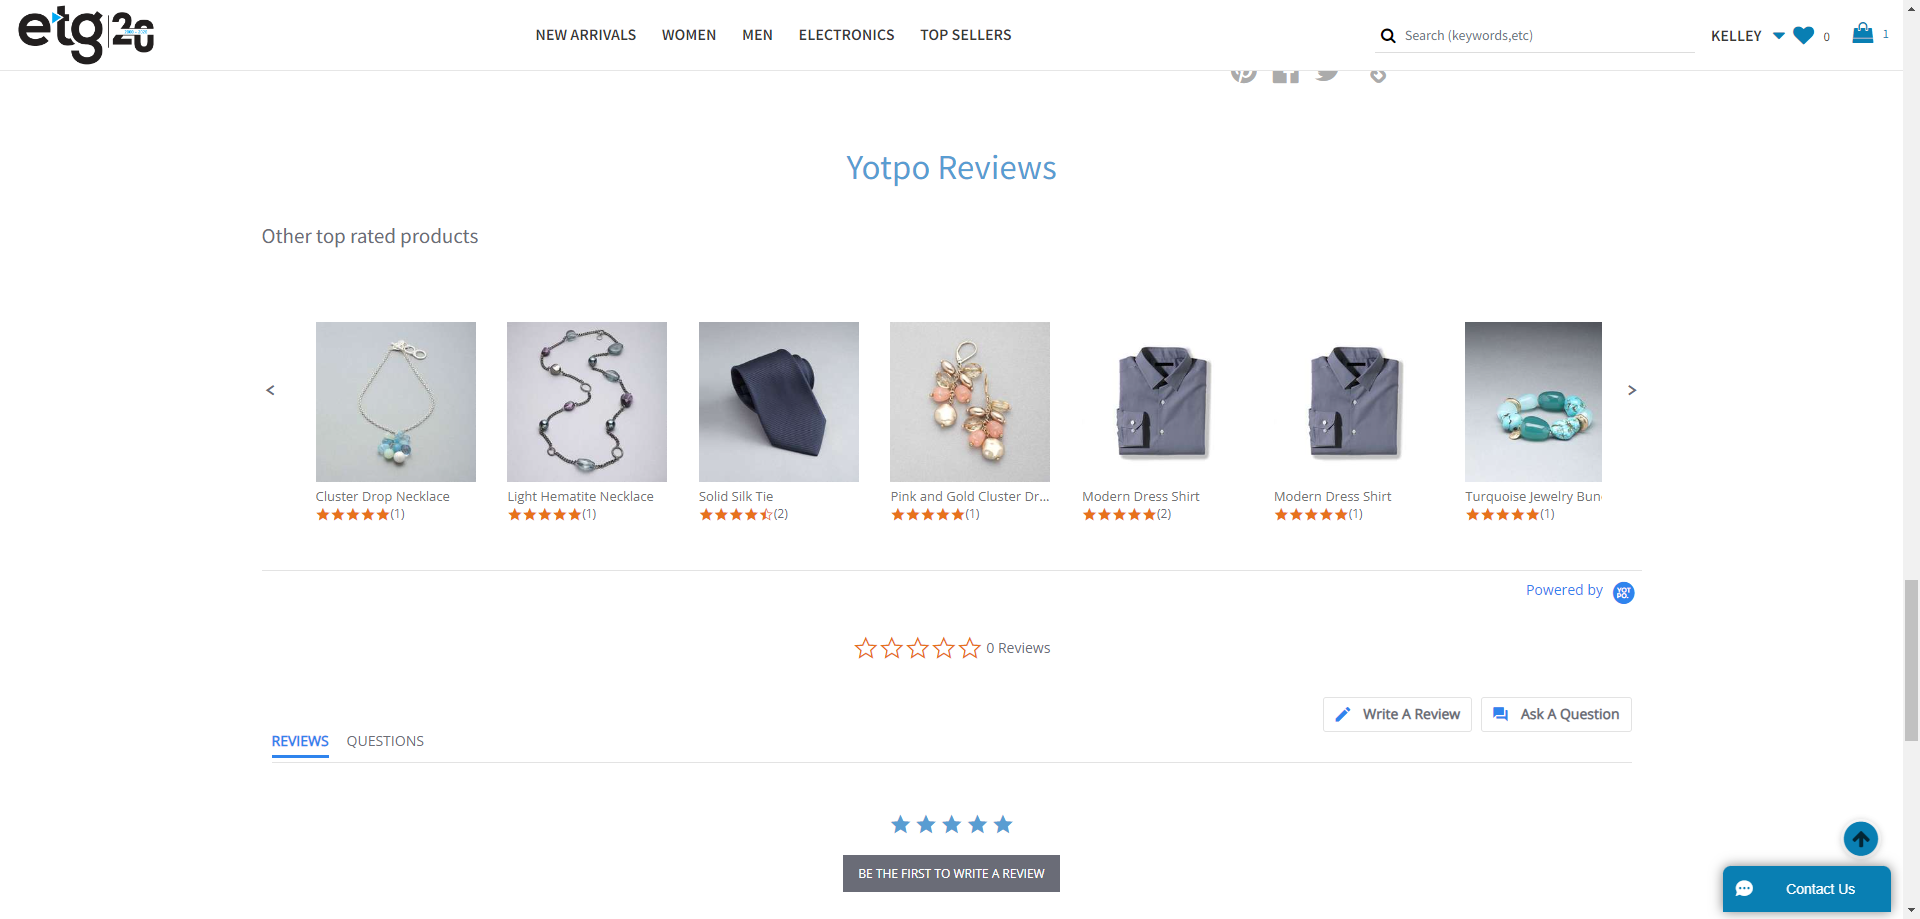 etg 20
NEW ARRIVALS WOMEN MEN ELECTRONICS TOP SELLERS
Search (keywords,etc)
KELLEY 0 1
Yotpo Reviews
Other top rated products
< >
Cluster Drop Necklace
(1)
Light Hematite Necklace
(1)
Solid Silk Tie
(2)
Pink and Gold Cluster Dr...
(1)
Modern Dress Shirt
(2)
Modern Dress Shirt
(1)
Turquoise Jewelry Bun
(1)
Powered by YOTPO.
0 Reviews
Write A Review Ask A Question
REVIEWS QUESTIONS
BE THE FIRST TO WRITE A REVIEW
Contact Us